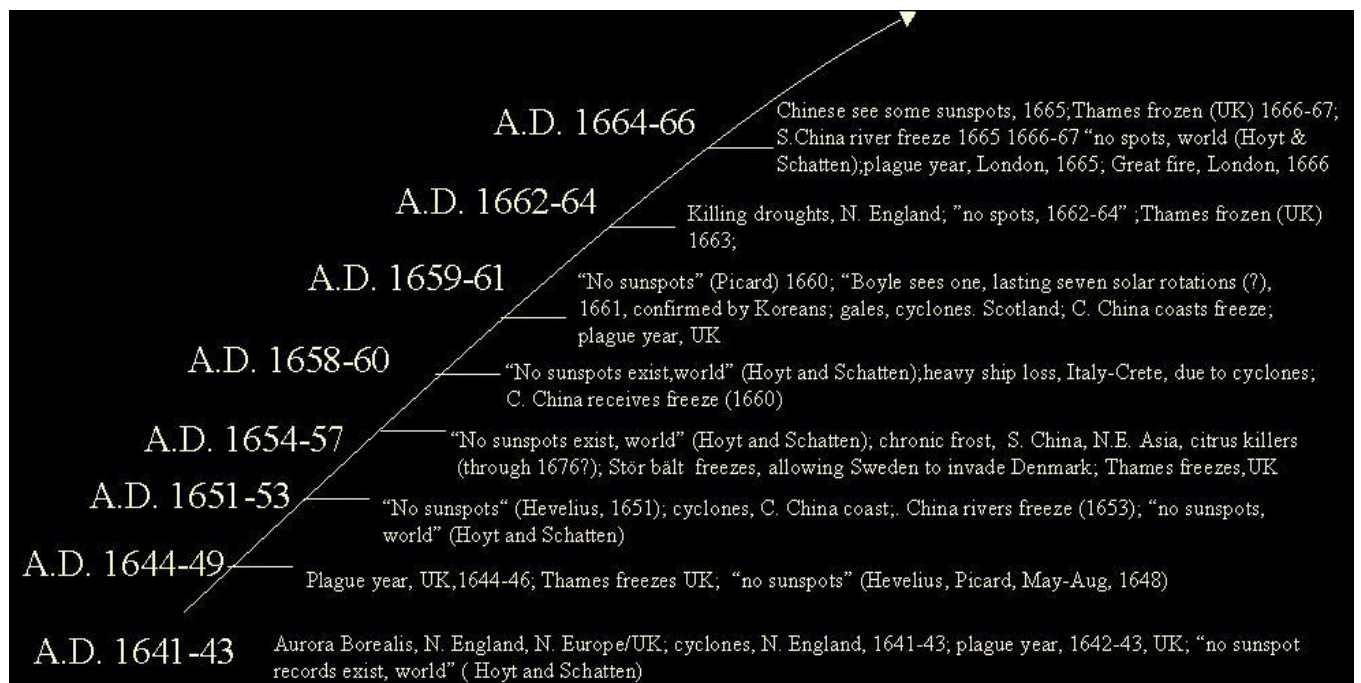 A.D. 1664-66
Chinese see some sunspots, 1665;Thames frozen (UK) 1666-67;
S.China river freeze 1665 1666-67 “no spots, world (Hoyt &
Schatten);plague year, London, 1665; Great fire, London, 1666
A.D. 1662-64
Killing droughts, N. England; ”no spots, 1662-64” ;Thames frozen (UK)
1663;
A.D. 1659-61
“No sunspots” (Picard) 1660; “Boyle sees one, lasting seven solar rotations (?),
1661, confirmed by Koreans; gales, cyclones. Scotland; C. China coasts freeze;
plague year, UK
A.D. 1658-60
“No sunspots exist,world” (Hoyt and Schatten);heavy ship loss, Italy-Crete, due to cyclones;
C. China receives freeze (1660)
A.D. 1654-57
“No sunspots exist, world” (Hoyt and Schatten); chronic frost, S. China, N.E. Asia, citrus killers
(through 1676?); Stör bält freezes, allowing Sweden to invade Denmark; Thames freezes,UK
A.D. 1651-53
“No sunspots“ (Hevelius, 1651); cyclones, C. China coast;. China rivers freeze (1653); “no sunspots,
world” (Hoyt and Schatten)
A.D. 1644-49
Plague year, UK,1644-46; Thames freezes UK; “no sunspots” (Hevelius, Picard, May-Aug, 1648)
A.D. 1641-43
Aurora Borealis, N. England, N. Europe/UK; cyclones, N. England, 1641-43; plague year, 1642-43, UK; “no sunspot
records exist, world” ( Hoyt and Schatten)